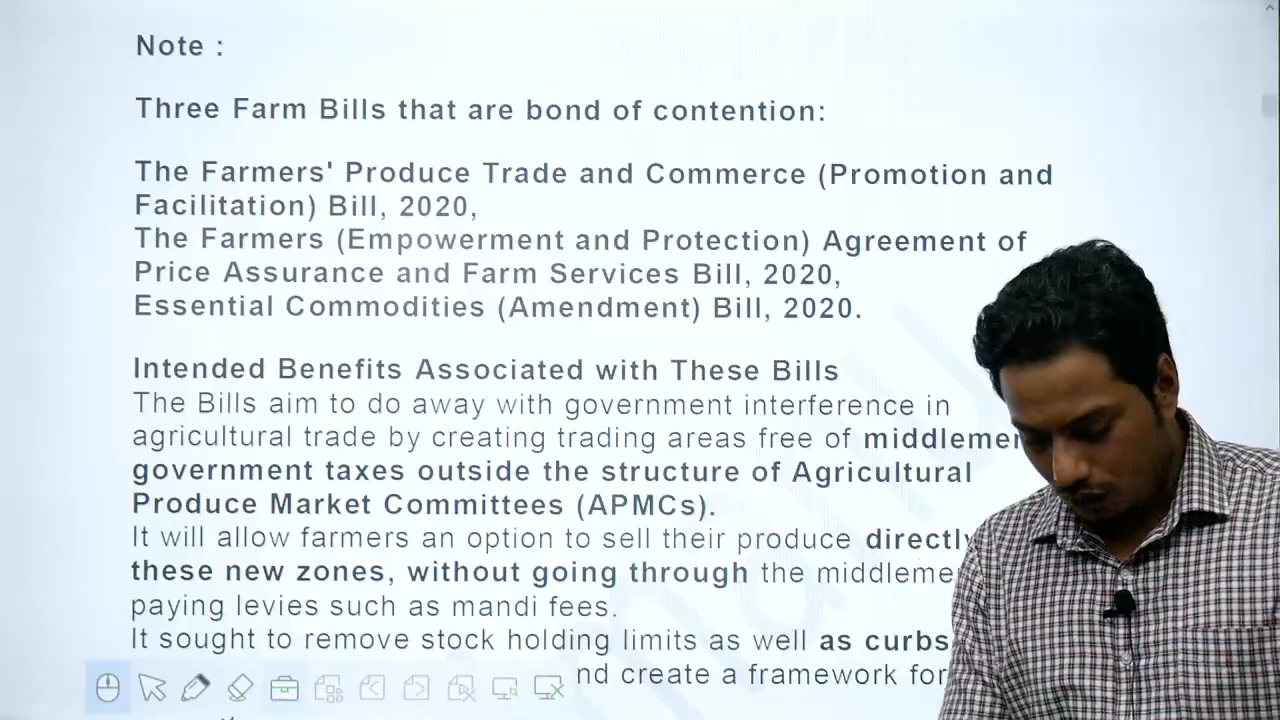 Note :
Three Farm Bills that are bond of contention:
The Farmers' Produce Trade and Commerce (Promotion and
Facilitation) Bill, 2020,
The Farmers (Empowerment and Protection) Agreement of
Price Assurance and Farm Services Bill, 2020,
Essential Commodities (Amendment) Bill, 2020.
Intended Benefits Associated with These Bills
The Bills aim to do away with government interference in
agricultural trade by creating trading areas free of
government taxes outside the structure of Agricultural
Produce Market Committees (APMCs).
It will allow farmers an option to sell their produce
these new zones, without going through the
paying levies such as mandi fees.
It sought to remove stock holding limits as well as curbs
create a framework for